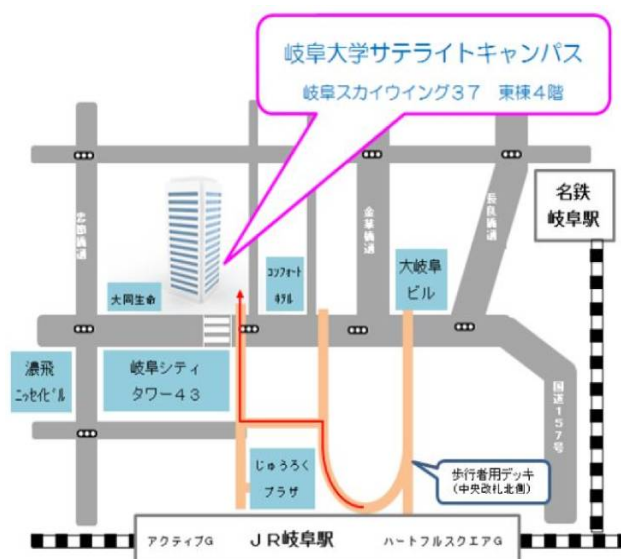 岐阜大学サテライトキャンパス
岐阜スカイウイング37 東棟4階
名鉄
岐阜駅
忠節橋通
金華橋通
長良橋通
大同生命
コンフォート
ホテル
大岐阜
ビル
濃飛
ニッセイビル
岐阜シティ
タワー43
国道157号
じゅうろく
プラザ
歩行者用デッキ
(中央改札北側)
アクティブG
JR岐阜駅
ハートフルスクエアG